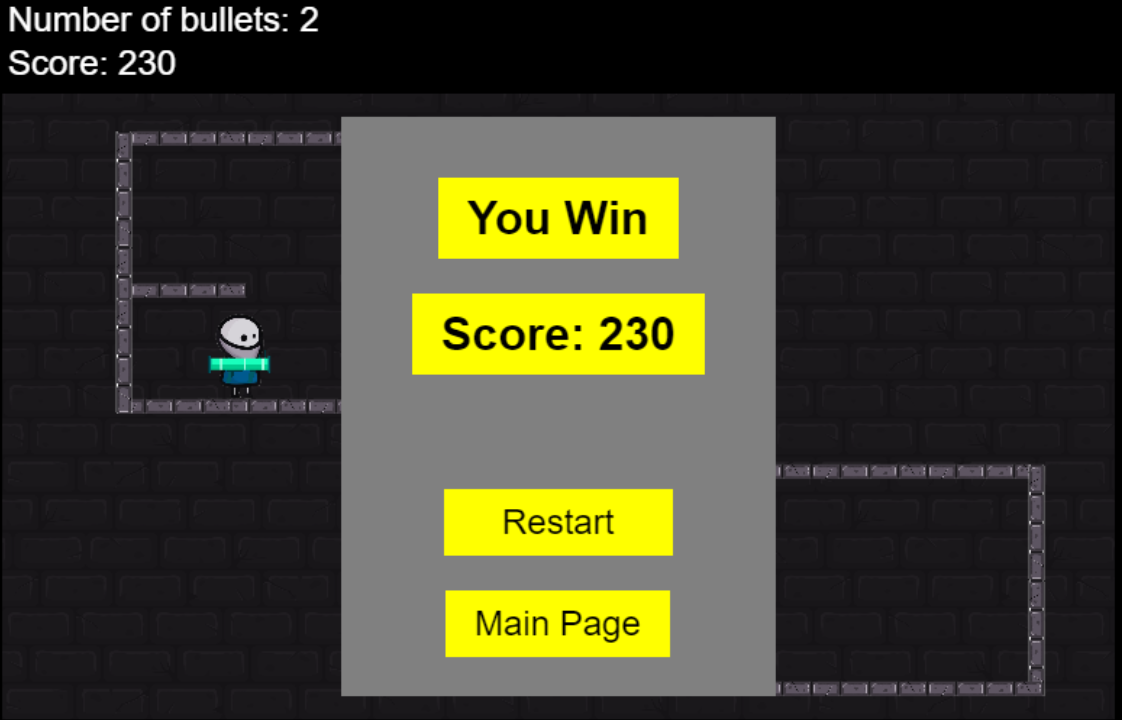 Number of bullets: 2
Score: 230
You Win
Score: 230
Restart
Main Page